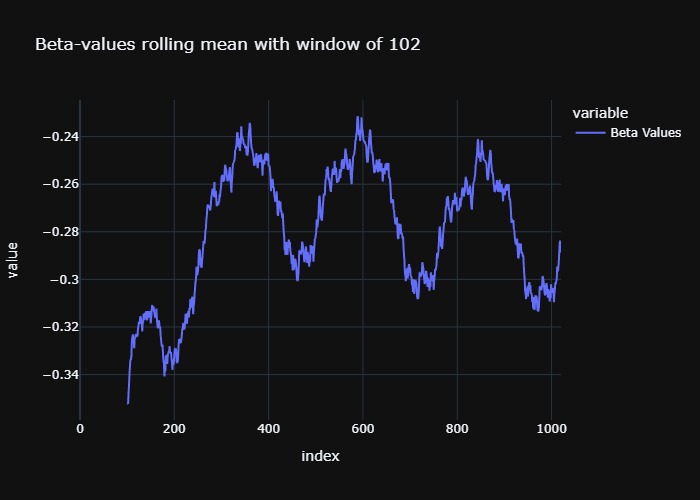 Beta-values rolling mean with window of 102
variable
Beta Values
value
−0.24
−0.26
−0.28
−0.3
−0.32
−0.34
0
200
400
600
800
1000
index